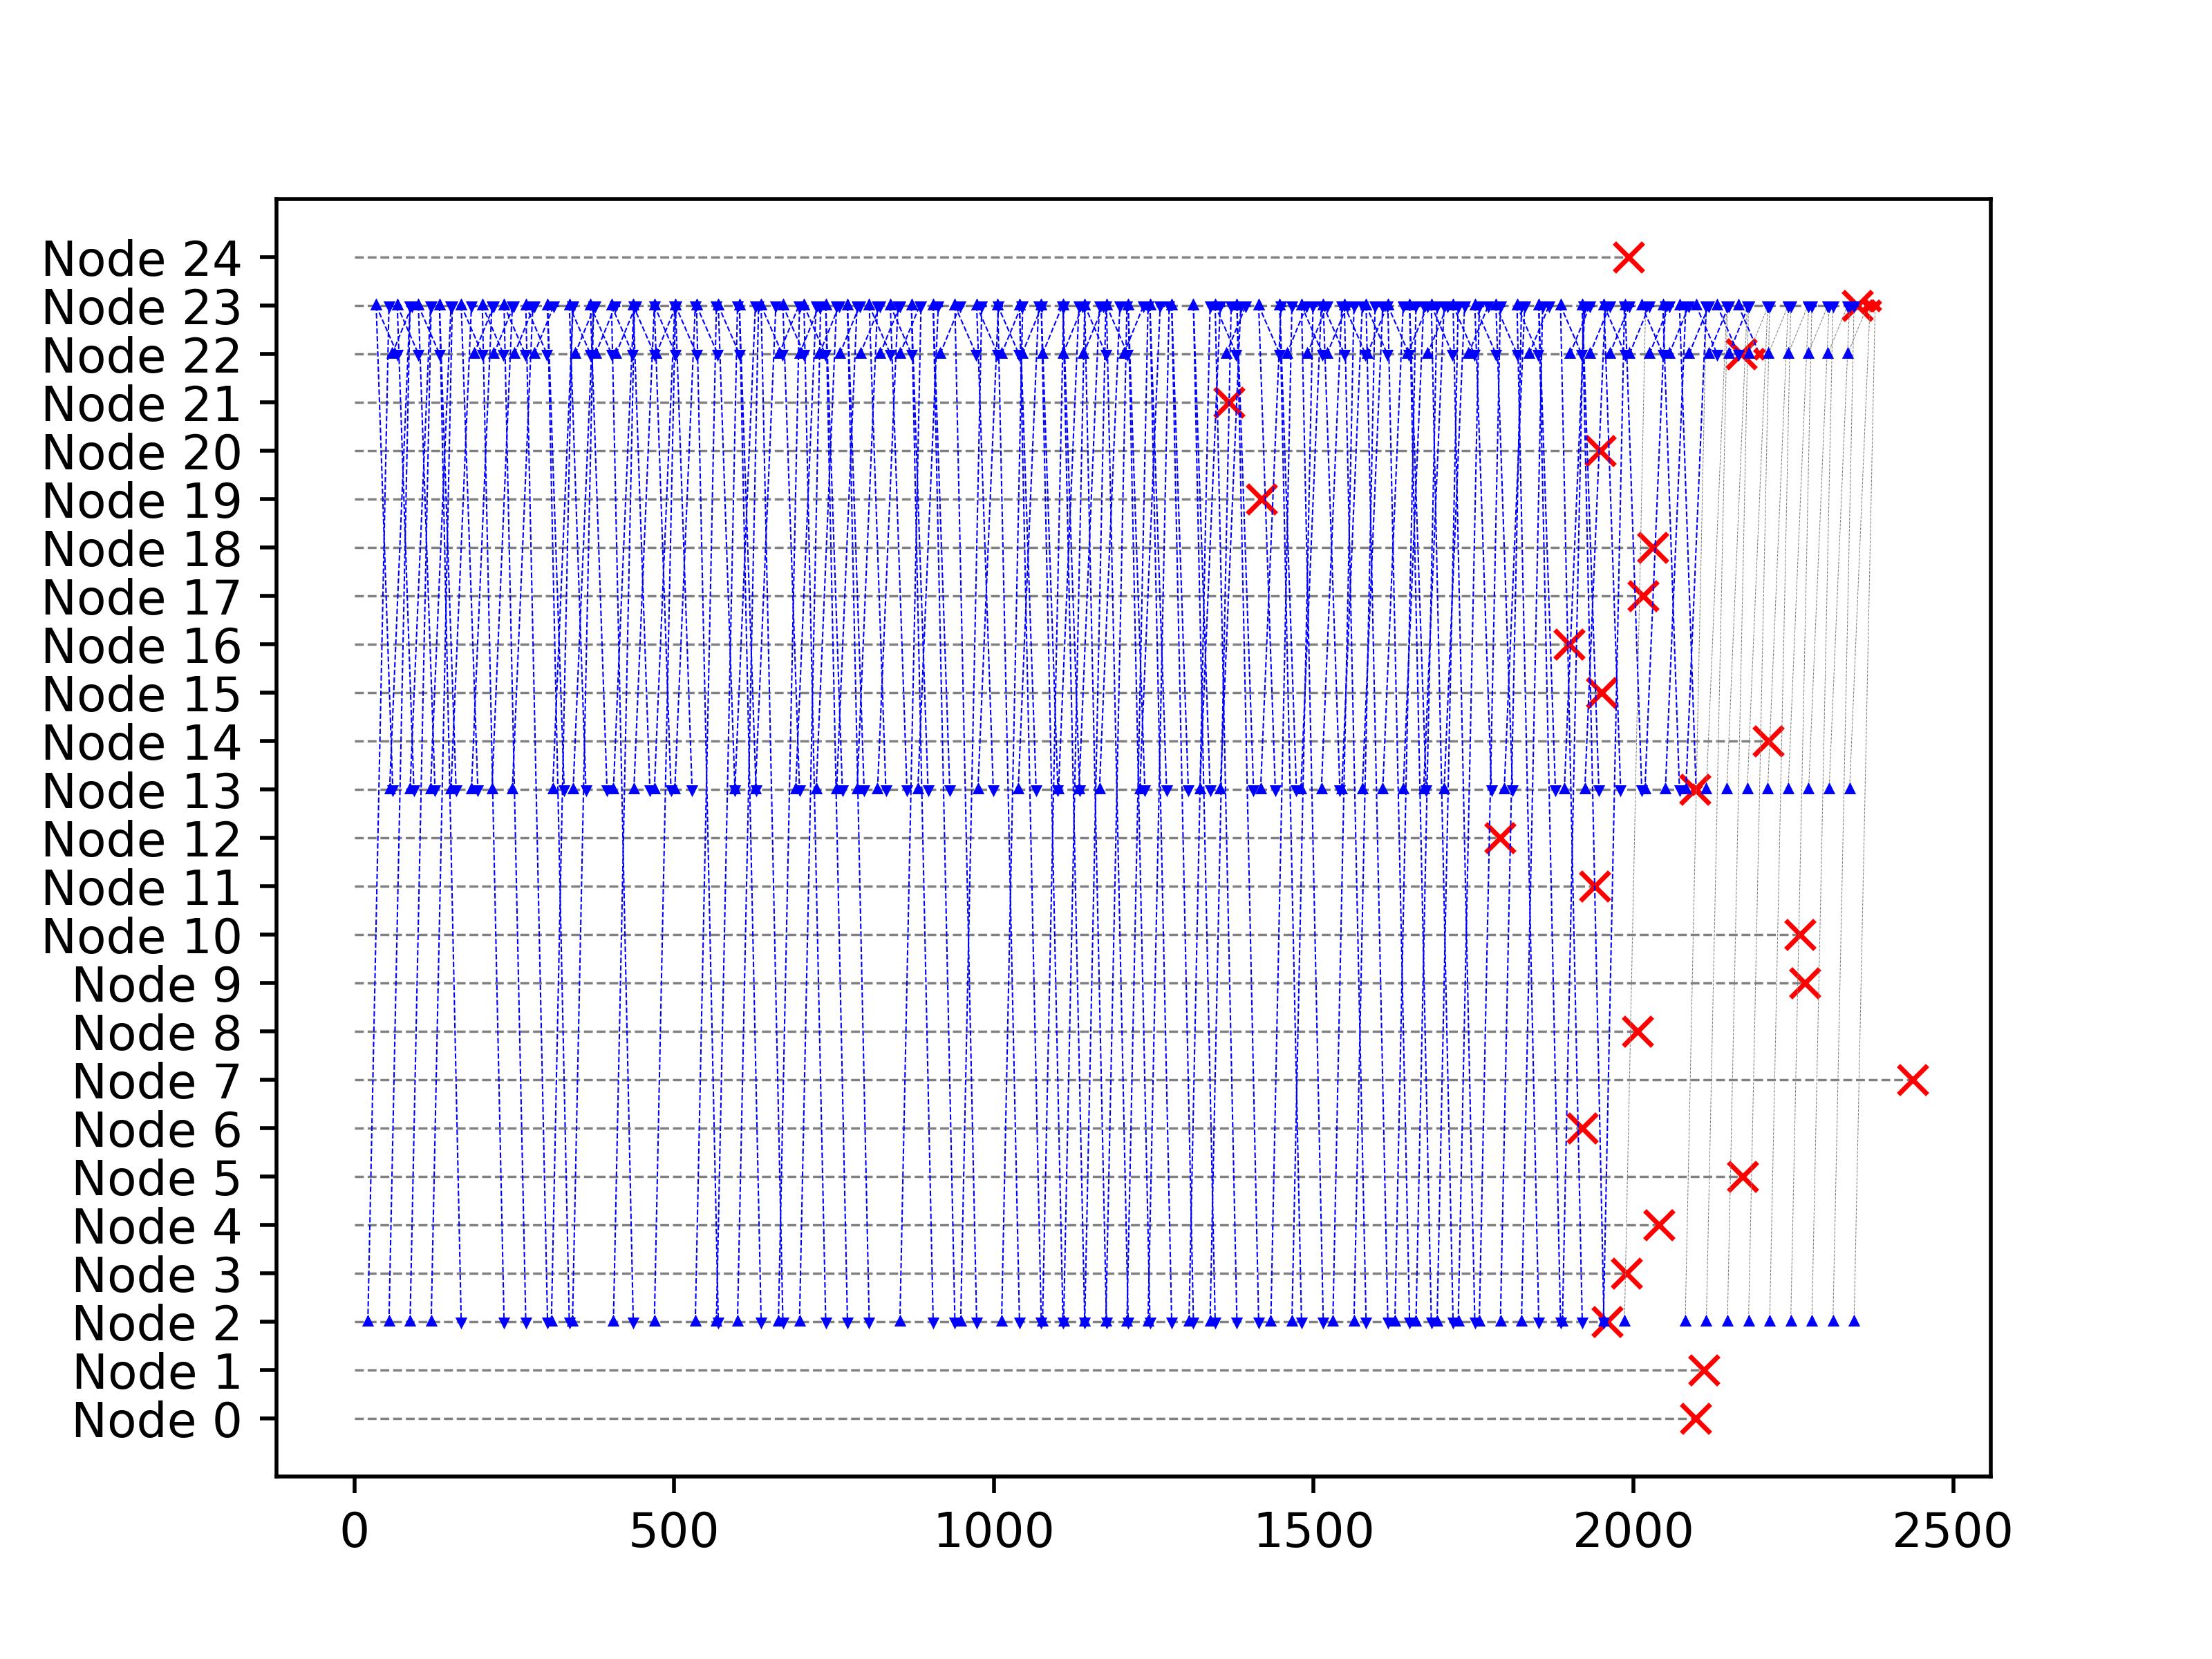 Node 24
Node 23
Node 22
Node 21
Node 20
Node 19
Node 18
Node 17
Node 16
Node 15
Node 14
Node 13
Node 12
Node 11
Node 10
Node 9
Node 8
Node 7
Node 6
Node 5
Node 4
Node 3
Node 2
Node 1
Node 0
0 500 1000 1500 2000 2500